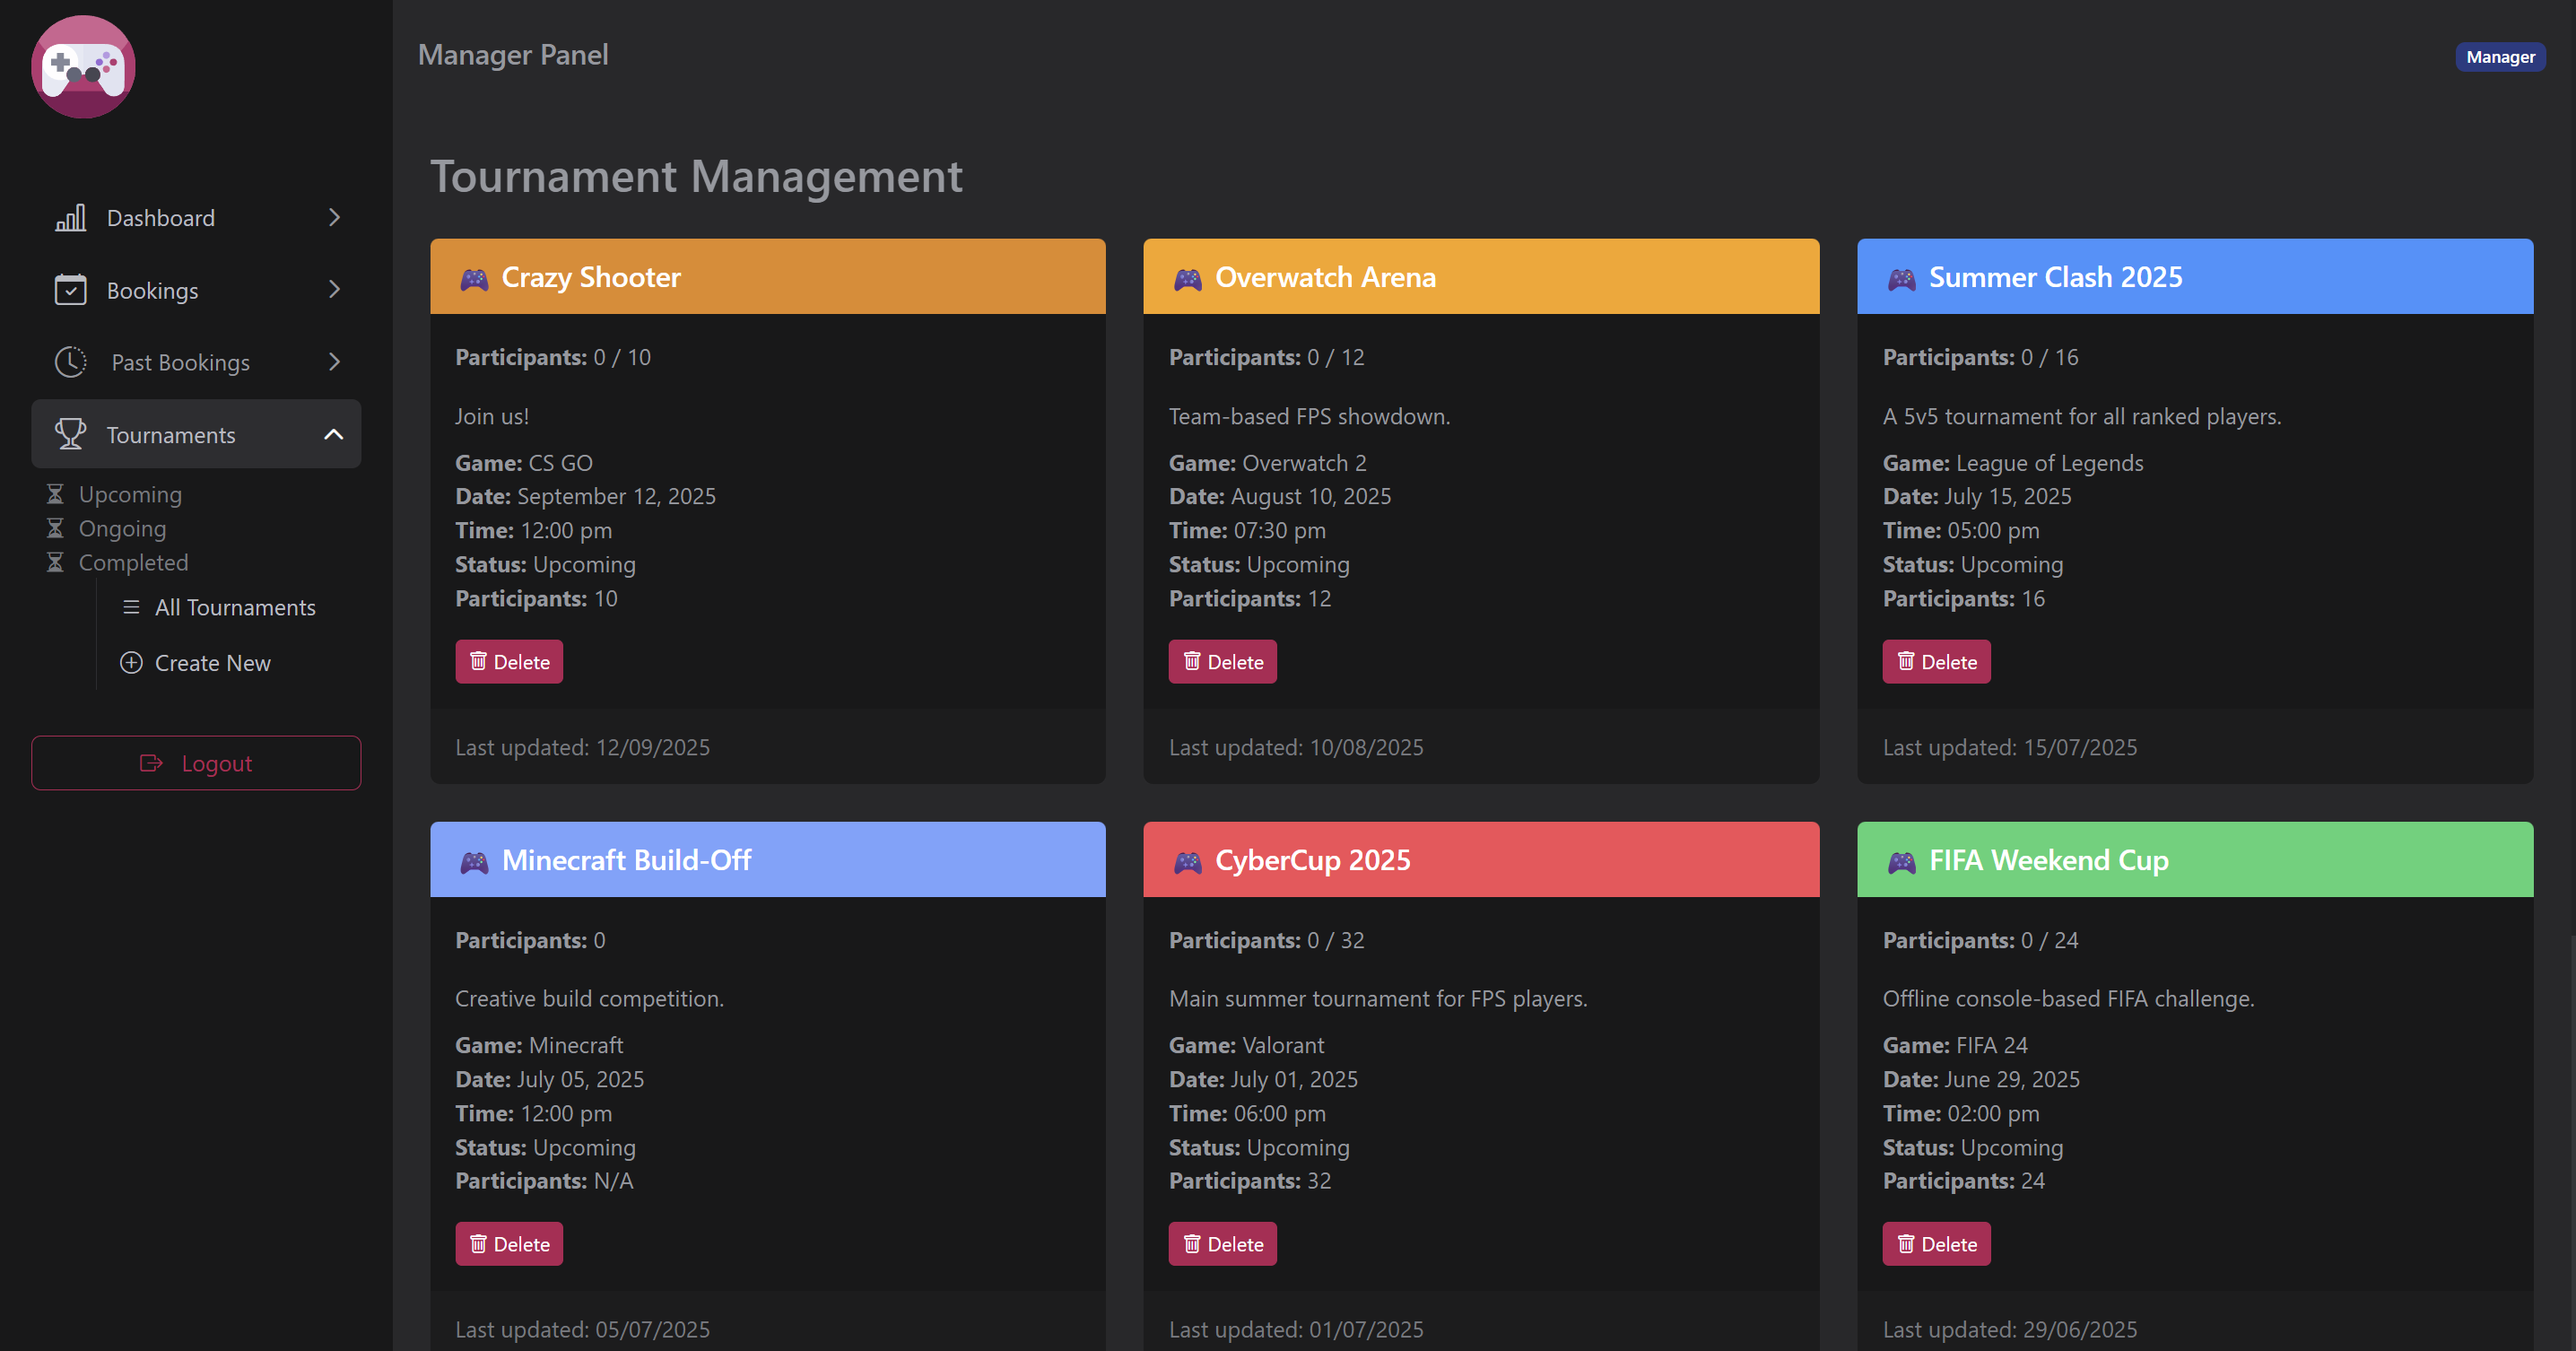 Manager Panel
Manager
Dashboard
Bookings
Past Bookings
Tournaments
Upcoming
Ongoing
Completed
All Tournaments
Create New
Logout
Tournament Management
Crazy Shooter
Participants: 0 / 10
Join us!
Game: CS GO
Date: September 12, 2025
Time: 12:00 pm
Status: Upcoming
Participants: 10
Delete
Last updated: 12/09/2025
Overwatch Arena
Participants: 0 / 12
Team-based FPS showdown.
Game: Overwatch 2
Date: August 10, 2025
Time: 07:30 pm
Status: Upcoming
Participants: 12
Delete
Last updated: 10/08/2025
Summer Clash 2025
Participants: 0 / 16
A 5v5 tournament for all ranked players.
Game: League of Legends
Date: July 15, 2025
Time: 05:00 pm
Status: Upcoming
Participants: 16
Delete
Last updated: 15/07/2025
Minecraft Build-Off
Participants: 0
Creative build competition.
Game: Minecraft
Date: July 05, 2025
Time: 12:00 pm
Status: Upcoming
Participants: N/A
Delete
Last updated: 05/07/2025
CyberCup 2025
Participants: 0 / 32
Main summer tournament for FPS players.
Game: Valorant
Date: July 01, 2025
Time: 06:00 pm
Status: Upcoming
Participants: 32
Delete
Last updated: 01/07/2025
FIFA Weekend Cup
Participants: 0 / 24
Offline console-based FIFA challenge.
Game: FIFA 24
Date: June 29, 2025
Time: 02:00 pm
Status: Upcoming
Participants: 24
Delete
Last updated: 29/06/2025